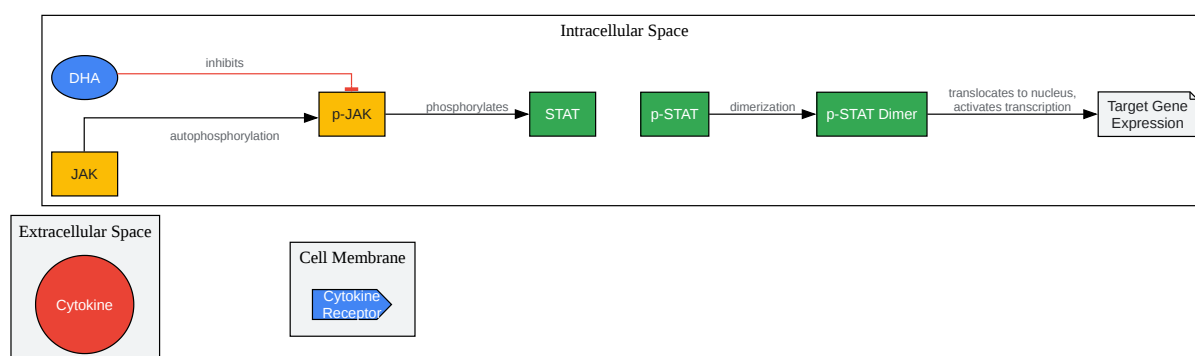 Intracellular Space
DHA
inhibits
JAK
autophosphorylation
p-JAK
phosphorylates
STAT
p-STAT
dimerization
p-STAT Dimer
translocates to nucleus,
activates transcription
Target Gene
Expression
Extracellular Space
Cytokine
Cell Membrane
Cytokine
Receptor